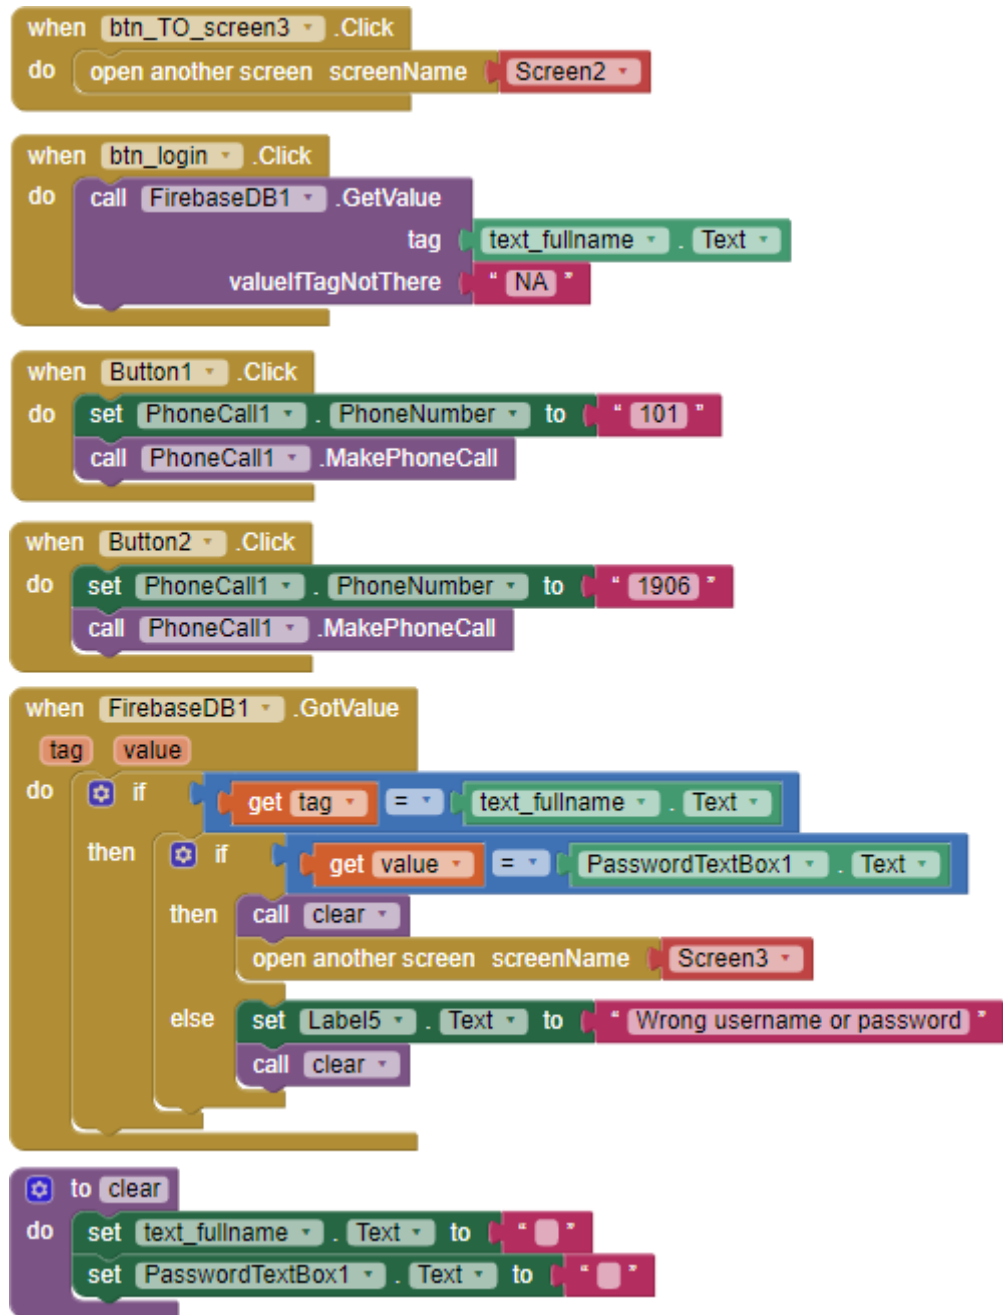 when btn_TO_screen3 .Click
do open another screen screenName Screen2
when btn_login .Click
do call FirebaseDB1 .GetValue
tag text_fullname . Text
valueIfTagNotThere " NA "
when Button1 .Click
do set PhoneCall1 . PhoneNumber to " 101 "
call PhoneCall1 .MakePhoneCall
when Button2 .Click
do set PhoneCall1 . PhoneNumber to " 1906 "
call PhoneCall1 .MakePhoneCall
when FirebaseDB1 .GotValue
tag value
do if get tag = text_fullname . Text
then if get value = PasswordTextBox1 . Text
then call clear
open another screen screenName Screen3
else set Label5 . Text to " Wrong username or password "
call clear
to clear
do set text_fullname . Text to " "
set PasswordTextBox1 . Text to " "